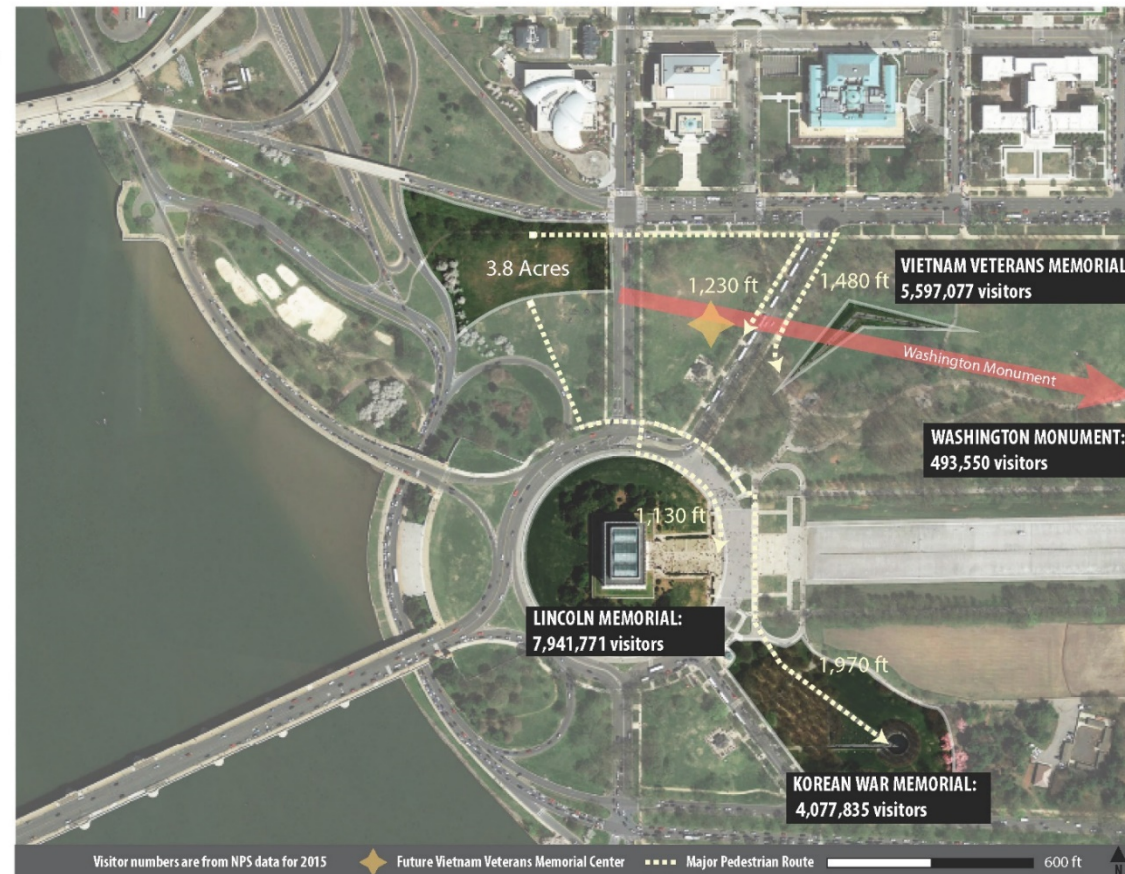 3.8 Acres
1,230 ft
1,480 ft
VIETNAM VETERANS MEMORIAL
5,597,077 visitors
Washington Monument
WASHINGTON MONUMENT:
493,550 visitors
1,130 ft
LINCOLN MEMORIAL:
7,941,771 visitors
1,970 ft
KOREAN WAR MEMORIAL:
4,077,835 visitors
Visitor numbers are from NPS data for 2015
Future Vietnam Veterans Memorial Center
Major Pedestrian Route
600 ft
N